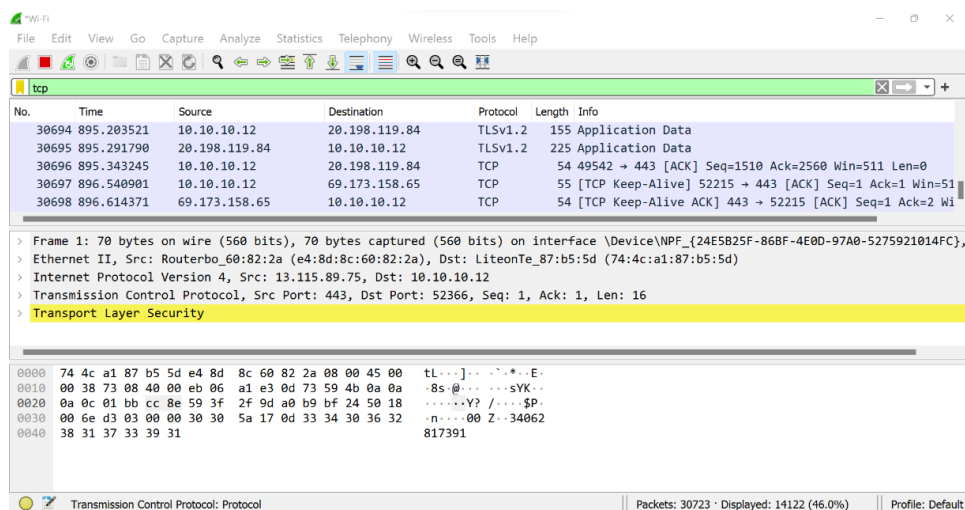 *Wi-Fi
File Edit View Go Capture Analyze Statistics Telephony Wireless Tools Help
tcp
No. Time Source Destination Protocol Length Info
30694 895.203521 10.10.10.12 20.198.119.84 TLSv1.2 155 Application Data
30695 895.291790 20.198.119.84 10.10.10.12 TLSv1.2 225 Application Data
30696 895.343245 10.10.10.12 20.198.119.84 TCP 54 49542 → 443 [ACK] Seq=1510 Ack=2560 Win=511 Len=0
30697 896.540901 10.10.10.12 69.173.158.65 TCP 55 [TCP Keep-Alive] 52215 → 443 [ACK] Seq=1 Ack=1 Win=51
30698 896.614371 69.173.158.65 10.10.10.12 TCP 54 [TCP Keep-Alive ACK] 443 → 52215 [ACK] Seq=1 Ack=2 Wi
> Frame 1: 70 bytes on wire (560 bits), 70 bytes captured (560 bits) on interface \Device\NPF_{24E5B25F-86BF-4E0D-97A0-5275921014FC},
> Ethernet II, Src: Routerbo_60:82:2a (e4:8d:8c:60:82:2a), Dst: LiteonTe_87:b5:5d (74:4c:a1:87:b5:5d)
> Internet Protocol Version 4, Src: 13.115.89.75, Dst: 10.10.10.12
> Transmission Control Protocol, Src Port: 443, Dst Port: 52366, Seq: 1, Ack: 1, Len: 16
> Transport Layer Security
0000 74 4c a1 87 b5 5d e4 8d 8c 60 82 2a 08 00 45 00 tL···]·· ·`·*··E·
0010 00 38 73 08 40 00 eb 06 a1 e3 0d 73 59 4b 0a 0a ·8s·@··· ···sYK··
0020 0a 0c 01 bb cc 8e 59 3f 2f 9d a0 b9 bf 24 50 18 ······Y? /····$P·
0030 00 6e d3 03 00 00 30 30 5a 17 0d 33 34 30 36 32 ·n····00 Z··34062
0040 38 31 37 33 39 31 817391
Transmission Control Protocol: Protocol Packets: 30723 · Displayed: 14122 (46.0%) Profile: Default